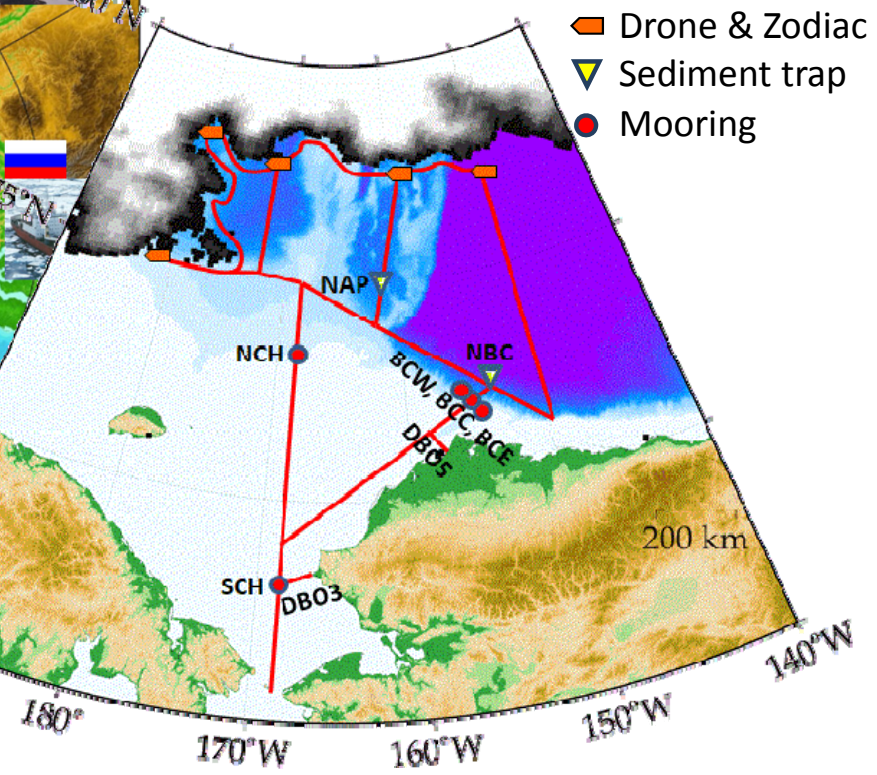 Drone & Zodiac
Sediment trap
Mooring
5°N
NAP
NCH
NBC
BCW, BCC, BCE
DBO5
200 km
SCH
DBO3
180°
170°W
160°W
150°W
140°W